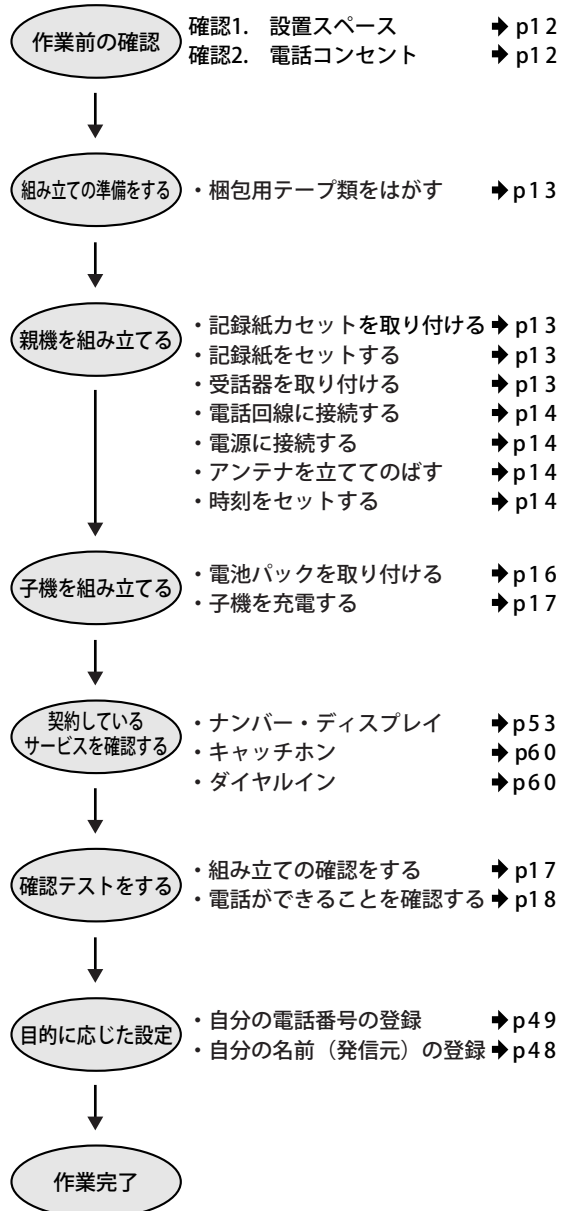 作業前の確認
確認1. 設置スペース ➡ p12
確認2. 電話コンセント ➡ p12
組み立ての準備をする
・梱包用テープ類をはがす ➡p13
親機を組み立てる
・記録紙カセットを取り付ける ➡ p13
・記録紙をセットする ➡ p13
・受話器を取り付ける ➡ p13
・電話回線に接続する ➡ p14
・電源に接続する ➡p14
・アンテナを立ててのばす ➡p14
・時刻をセットする ➡ p14
子機を組み立てる
・電池パックを取り付ける ➡p16
・子機を充電する ➡p17
契約している
サービスを確認する
・ナンバー・ディスプレイ ➡p53
・キャッチホン ➡ p60
・ダイヤルイン ➡p60
確認テストをする
・組み立ての確認をする ➡ p17
・電話ができることを確認する ➡ p18
目的に応じた設定
・自分の電話番号の登録 ➡p49
・自分の名前（発信元）の登録 ➡p48
作業完了